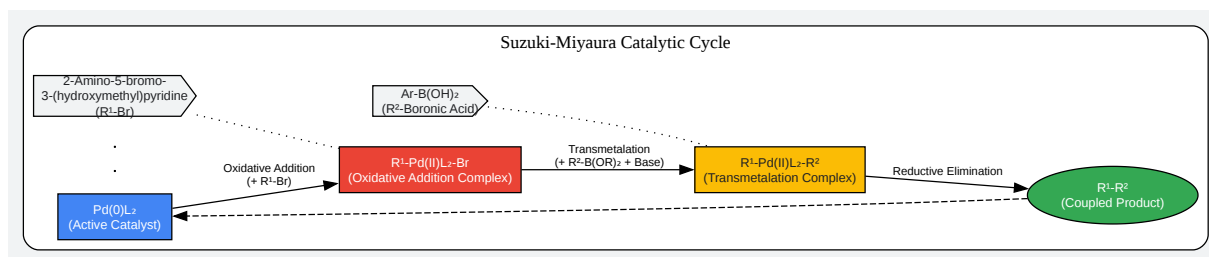 Suzuki-Miyaura Catalytic Cycle
2-Amino-5-bromo-
3-(hydroxymethyl)pyridine
(R¹-Br)
Ar-B(OH)₂
(R²-Boronic Acid)
Oxidative Addition
(+ R¹-Br)
R¹-Pd(II)L₂-Br
(Oxidative Addition Complex)
Transmetalation
(+ R²-B(OR)₂ + Base)
R¹-Pd(II)L₂-R²
(Transmetalation Complex)
Reductive Elimination
R¹-R²
(Coupled Product)
Pd(0)L₂
(Active Catalyst)